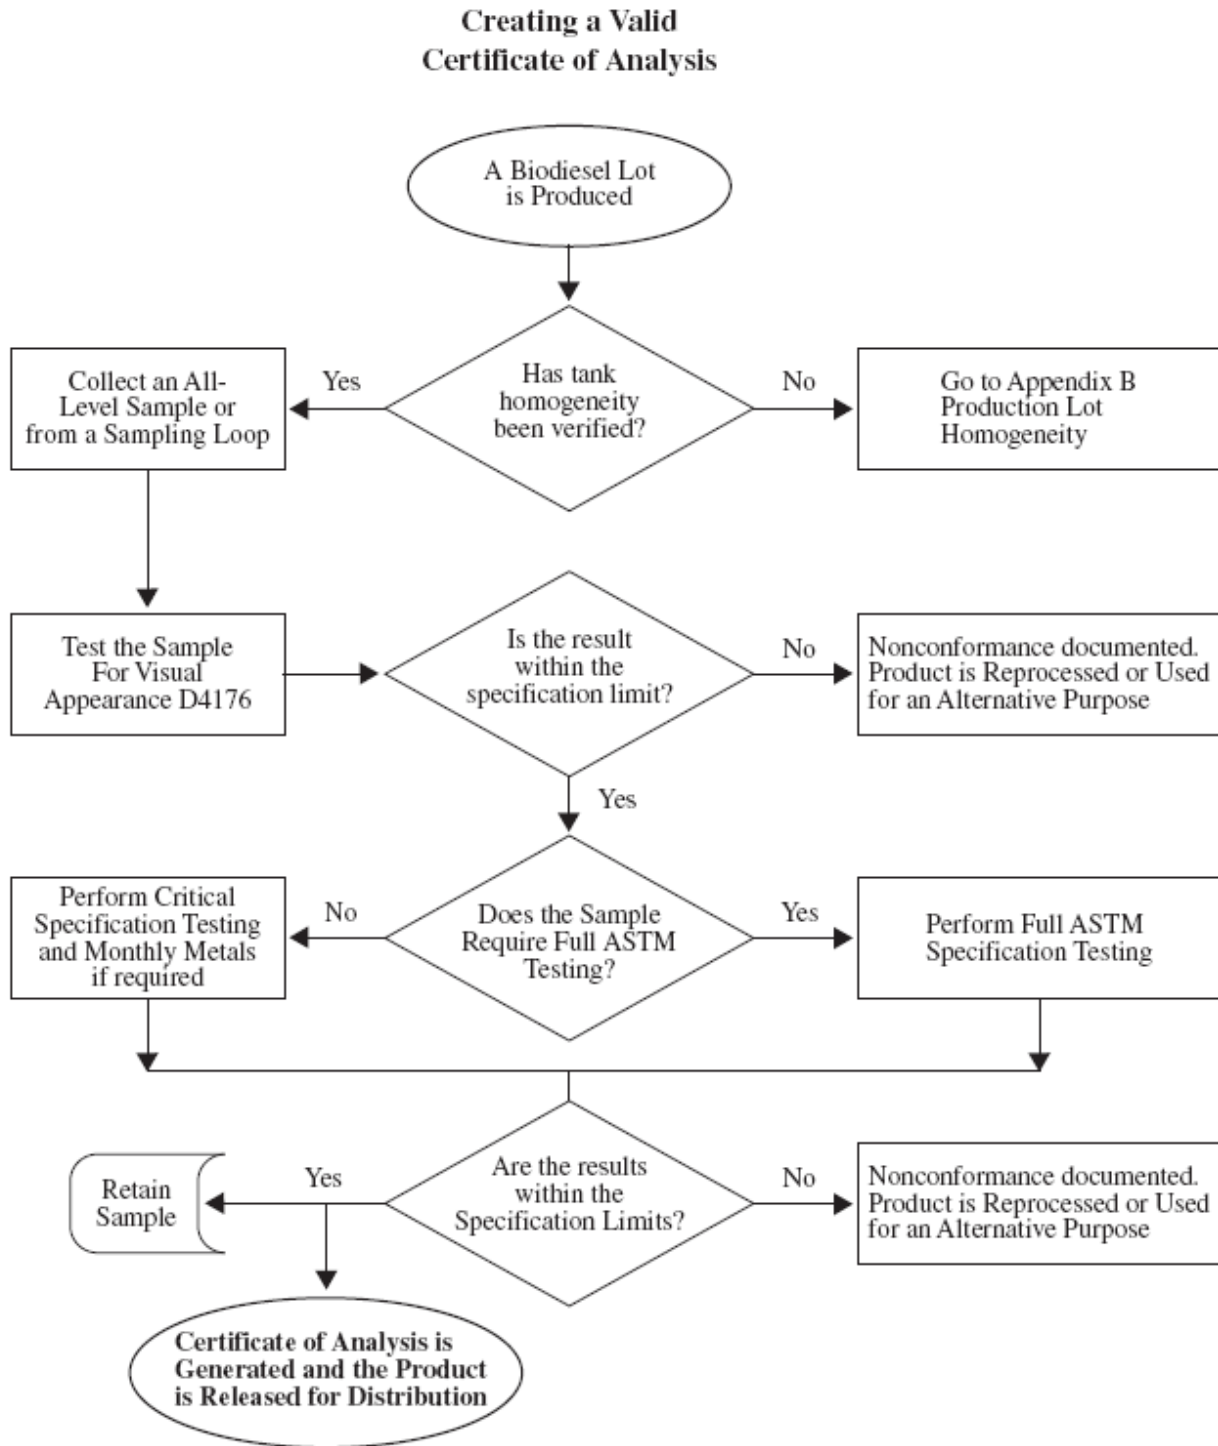 Creating a Valid
Certificate of Analysis
A Biodiesel Lot
is Produced
Collect an All-
Level Sample or
from a Sampling Loop
Yes
Has tank
homogeneity
been verified?
No
Go to Appendix B
Production Lot
Homogeneity
Test the Sample
For Visual
Appearance D4176
Is the result
within the
specification limit?
No
Nonconformance documented.
Product is Reprocessed or Used
for an Alternative Purpose
Yes
Perform Critical
Specification Testing
and Monthly Metals
if required
No
Does the Sample
Require Full ASTM
Testing?
Yes
Perform Full ASTM
Specification Testing
Retain
Sample
Yes
Are the results
within the
Specification Limits?
No
Nonconformance documented.
Product is Reprocessed or Used
for an Alternative Purpose
Certificate of Analysis is
Generated and the Product
is Released for Distribution